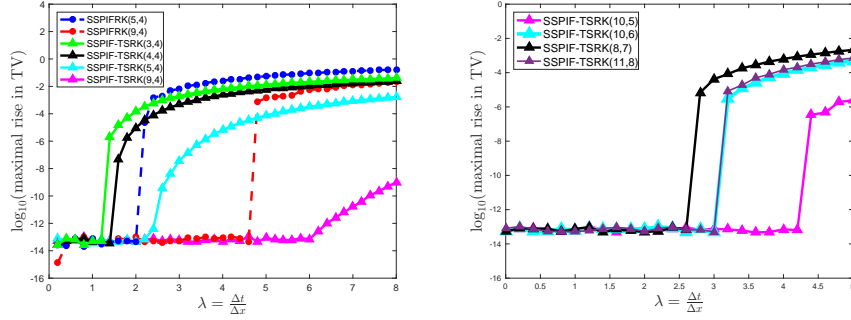 SSPIFRK(5,4)
SSPIFRK(9,4)
SSPIF-TSRK(3,4)
SSPIF-TSRK(4,4)
SSPIF-TSRK(5,4)
SSPIF-TSRK(9,4)
log₁₀(maximal rise in TV)
4
2
0
-2
-4
-6
-8
-10
-12
-14
-16
0 1 2 3 4 5 6 7 8
λ = Δt/Δx
SSPIF-TSRK(10,5)
SSPIF-TSRK(10,6)
SSPIF-TSRK(8,7)
SSPIF-TSRK(11,8)
log₁₀(maximal rise in TV)
0
-2
-4
-6
-8
-10
-12
-14
-16
0 0.5 1 1.5 2 2.5 3 3.5 4 4.5 5
λ = Δt/Δx